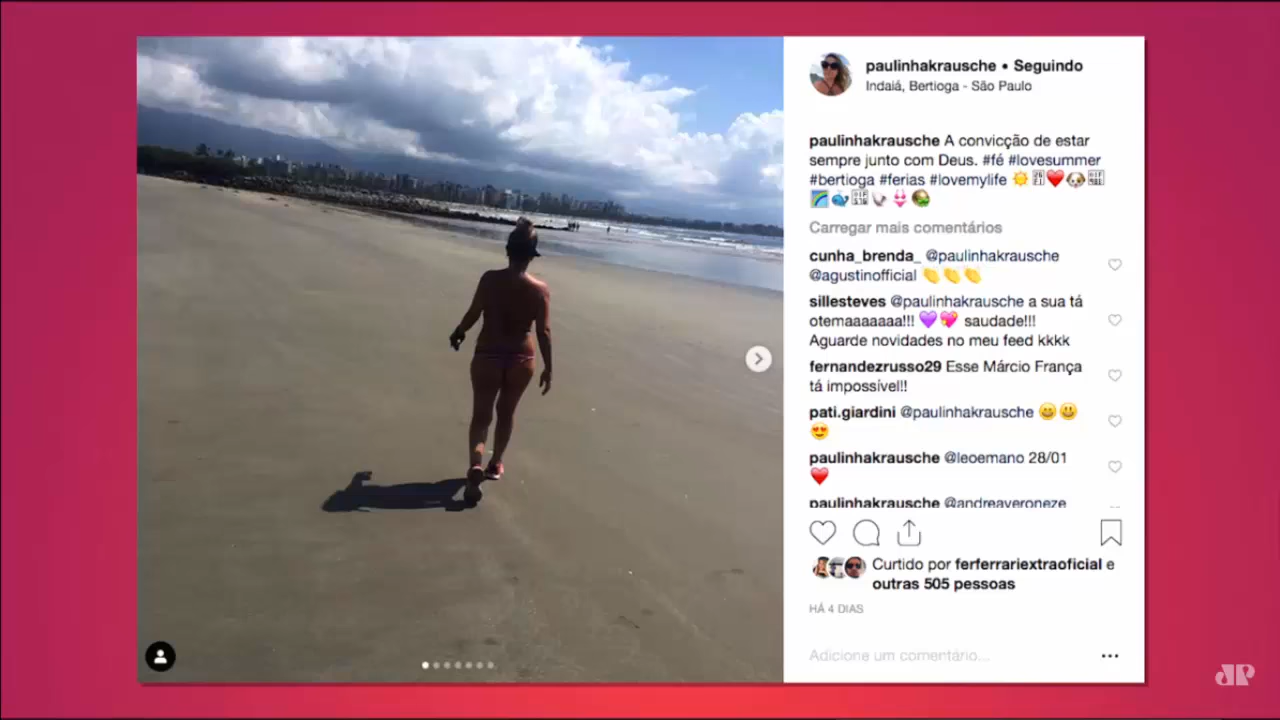 paulinhakrausche • Seguindo
Indaiá, Bertioga - São Paulo
paulinhakrausche A convicção de estar
sempre junto com Deus. #fé #lovesummer
#bertioga #ferias #lovemylife ☀️ ❤️🐶
🐳 👙
Carregar mais comentários
cunha_brenda_ @paulinhakrausche
@agustinofficial 👏👏👏
sillesteves @paulinhakrausche a sua tá
otemaaaaaaa!!! 💜💖 saudade!!!
Aguarde novidades no meu feed kkkk
fernandezrusso29 Esse Márcio França
tá impossível!!
pati.giardini @paulinhakrausche 😀😃
😍
paulinhakrausche @leoemano 28/01
❤️
paulinhakrausche @andreaveroneze
Curtido por ferferrariextraoficial e
outras 505 pessoas
HÁ 4 DIAS
Adicione um comentário...
JP